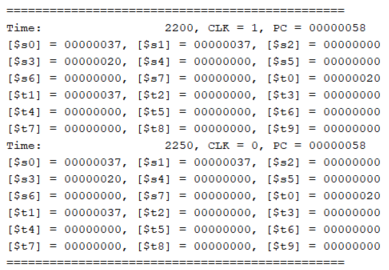 ================================================
Time: 2200, CLK = 1, PC = 00000058
[$s0] = 00000037, [$s1] = 00000037, [$s2] = 00000000
[$s3] = 00000020, [$s4] = 00000000, [$s5] = 00000000
[$s6] = 00000000, [$s7] = 00000000, [$t0] = 00000020
[$t1] = 00000037, [$t2] = 00000000, [$t3] = 00000000
[$t4] = 00000000, [$t5] = 00000000, [$t6] = 00000000
[$t7] = 00000000, [$t8] = 00000000, [$t9] = 00000000
Time: 2250, CLK = 0, PC = 00000058
[$s0] = 00000037, [$s1] = 00000037, [$s2] = 00000000
[$s3] = 00000020, [$s4] = 00000000, [$s5] = 00000000
[$s6] = 00000000, [$s7] = 00000000, [$t0] = 00000020
[$t1] = 00000037, [$t2] = 00000000, [$t3] = 00000000
[$t4] = 00000000, [$t5] = 00000000, [$t6] = 00000000
[$t7] = 00000000, [$t8] = 00000000, [$t9] = 00000000
================================================